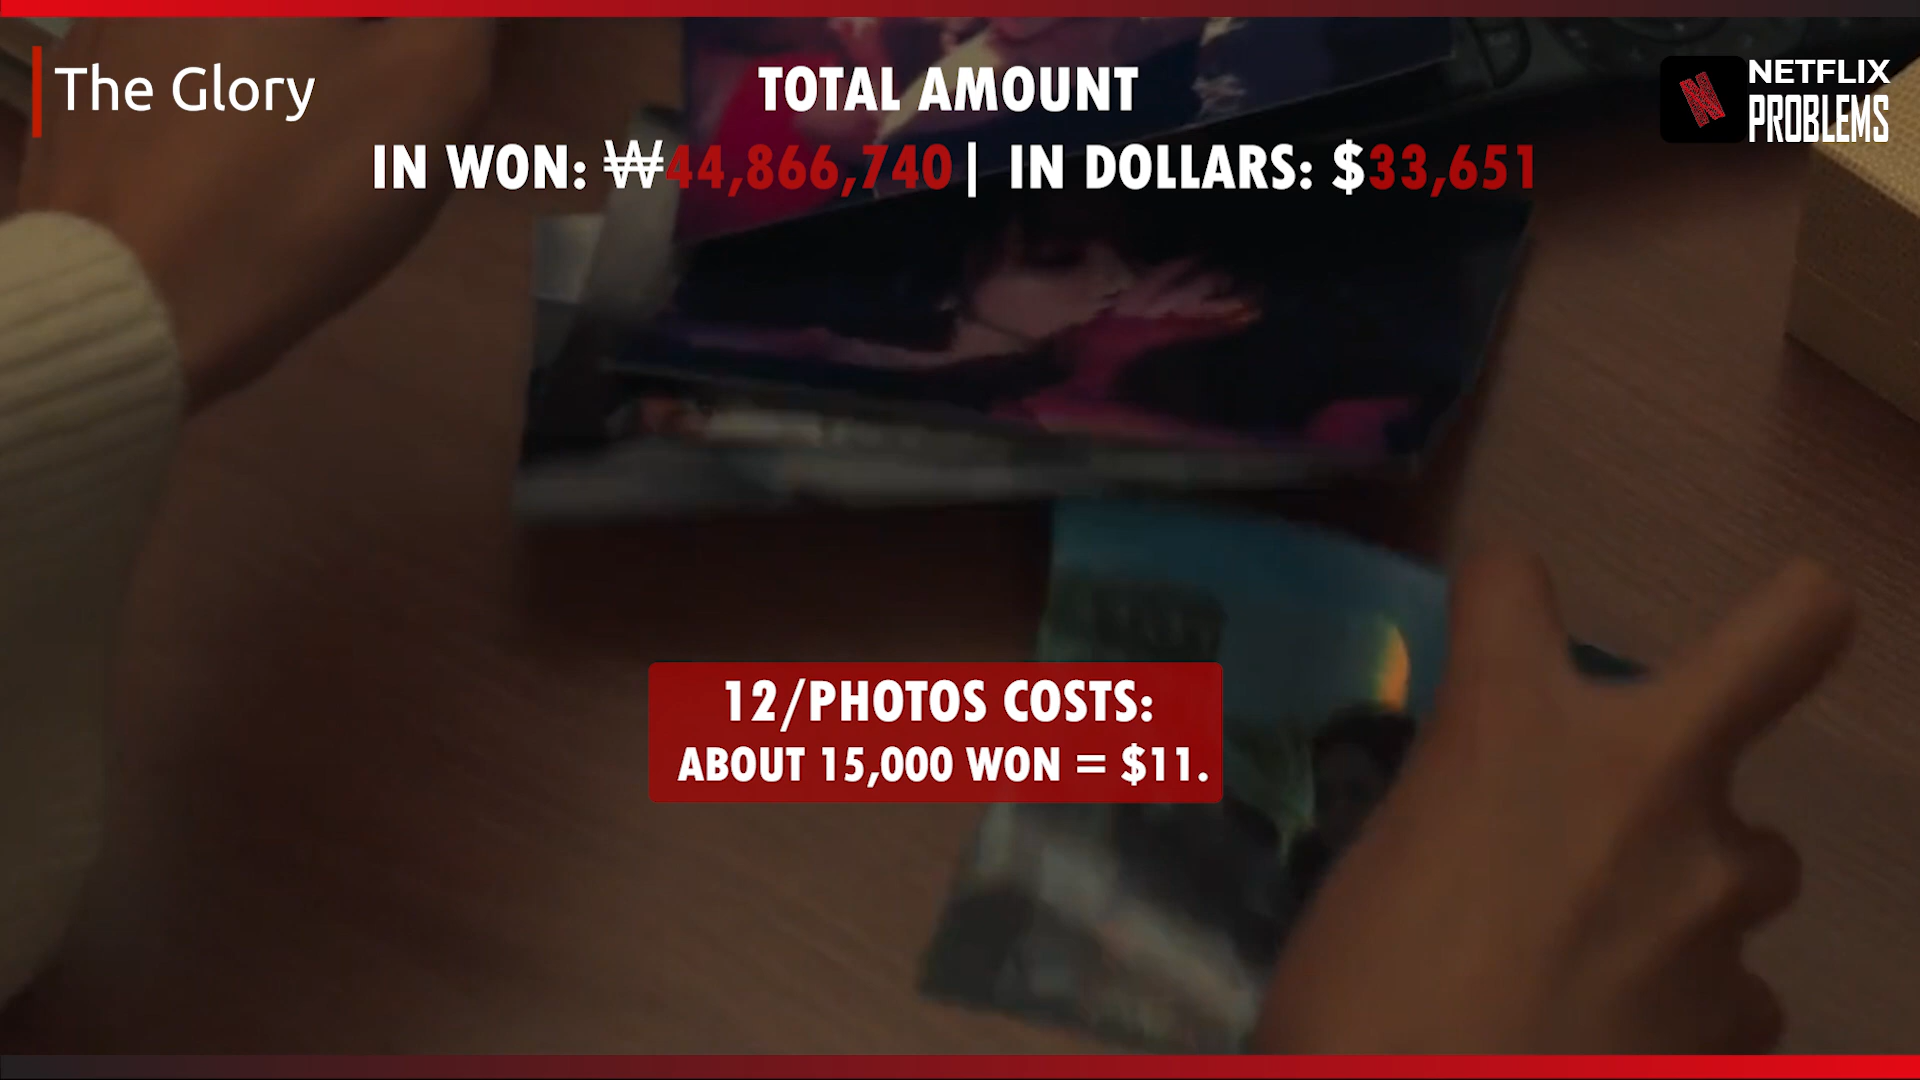 The Glory
TOTAL AMOUNT
IN WON: ₩44,866,740 | IN DOLLARS: $33,651
NETFLIX
PROBLEMS
12/PHOTOS COSTS:
ABOUT 15,000 WON = $11.